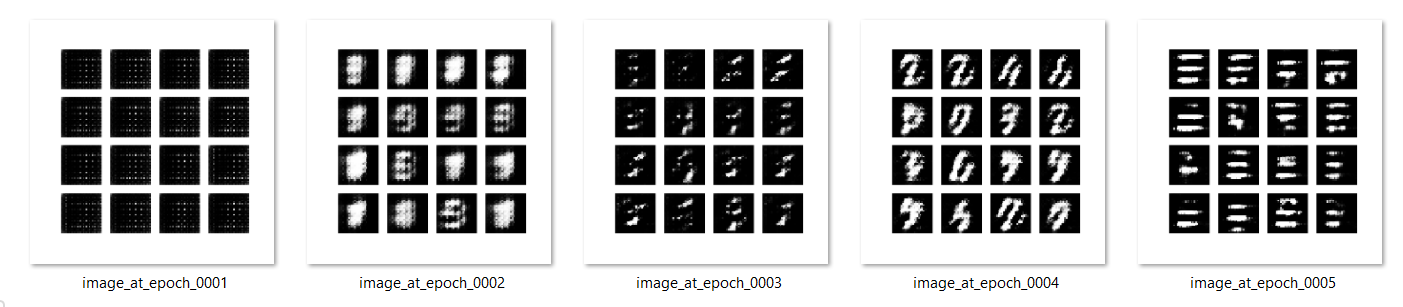 image_at_epoch_0001
image_at_epoch_0002
image_at_epoch_0003
image_at_epoch_0004
image_at_epoch_0005